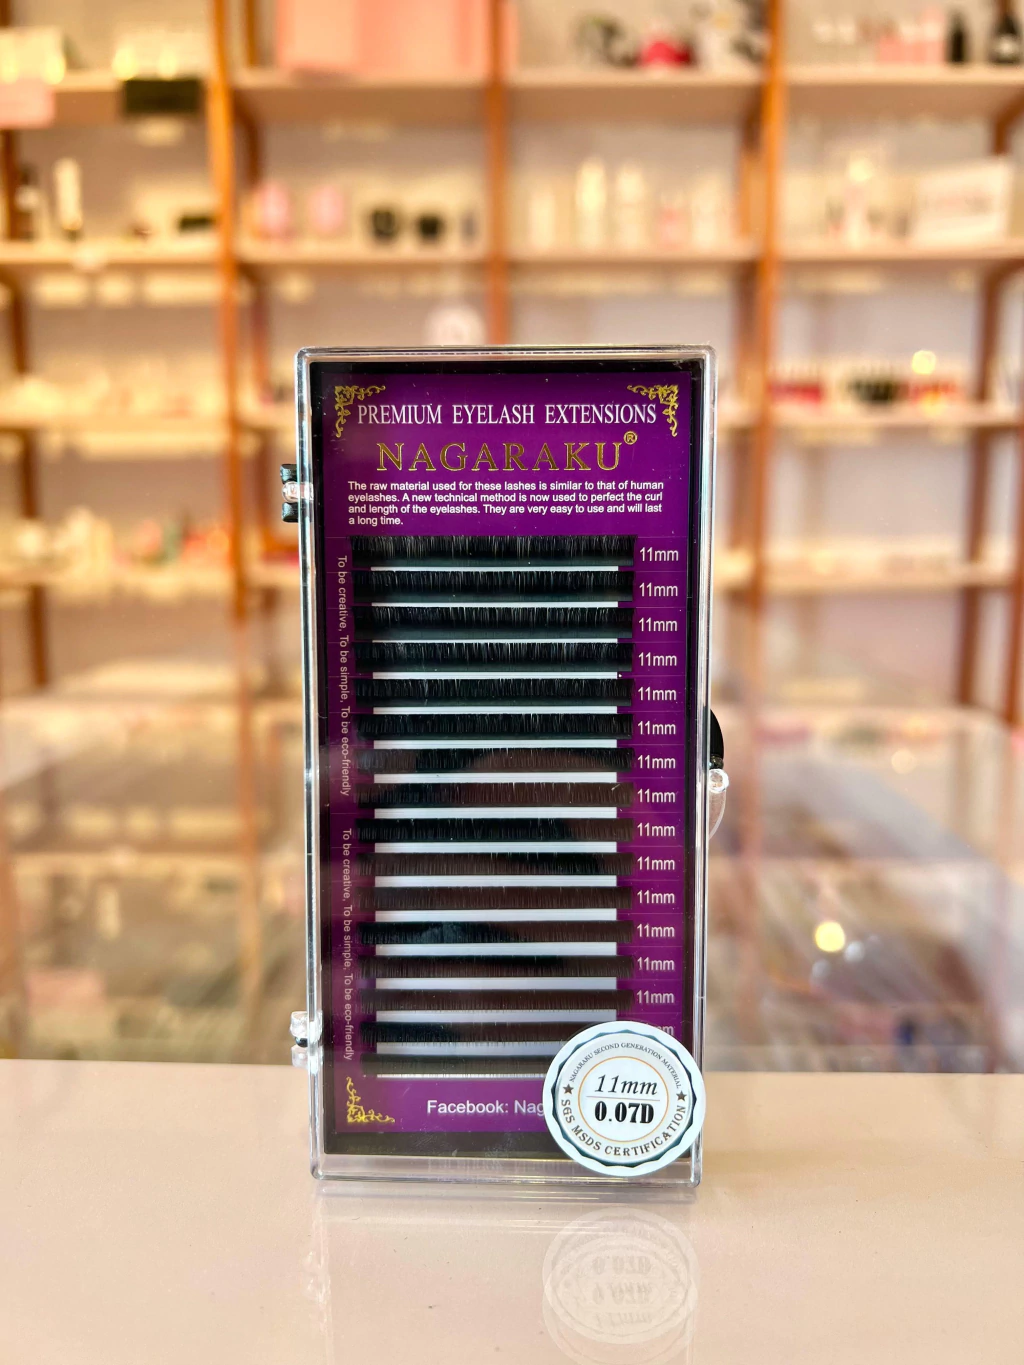 PREMIUM EYELASH EXTENSIONS
NAGARAKU®
The raw material used for these lashes is similar to that of human
eyelashes. A new technical method is now used to perfect the curl
and length of the eyelashes. They are very easy to use and will last
a long time.
To be creative, To be simple, To be eco-friendly
To be creative, To be simple, To be eco-friendly
11mm
11mm
11mm
11mm
11mm
11mm
11mm
11mm
11mm
11mm
11mm
11mm
11mm
11mm
mm
Facebook: Nag
NAGARAKU SECOND GENERATION MATERIAL
11mm
0.07D
SGS MSDS CERTIFICATION